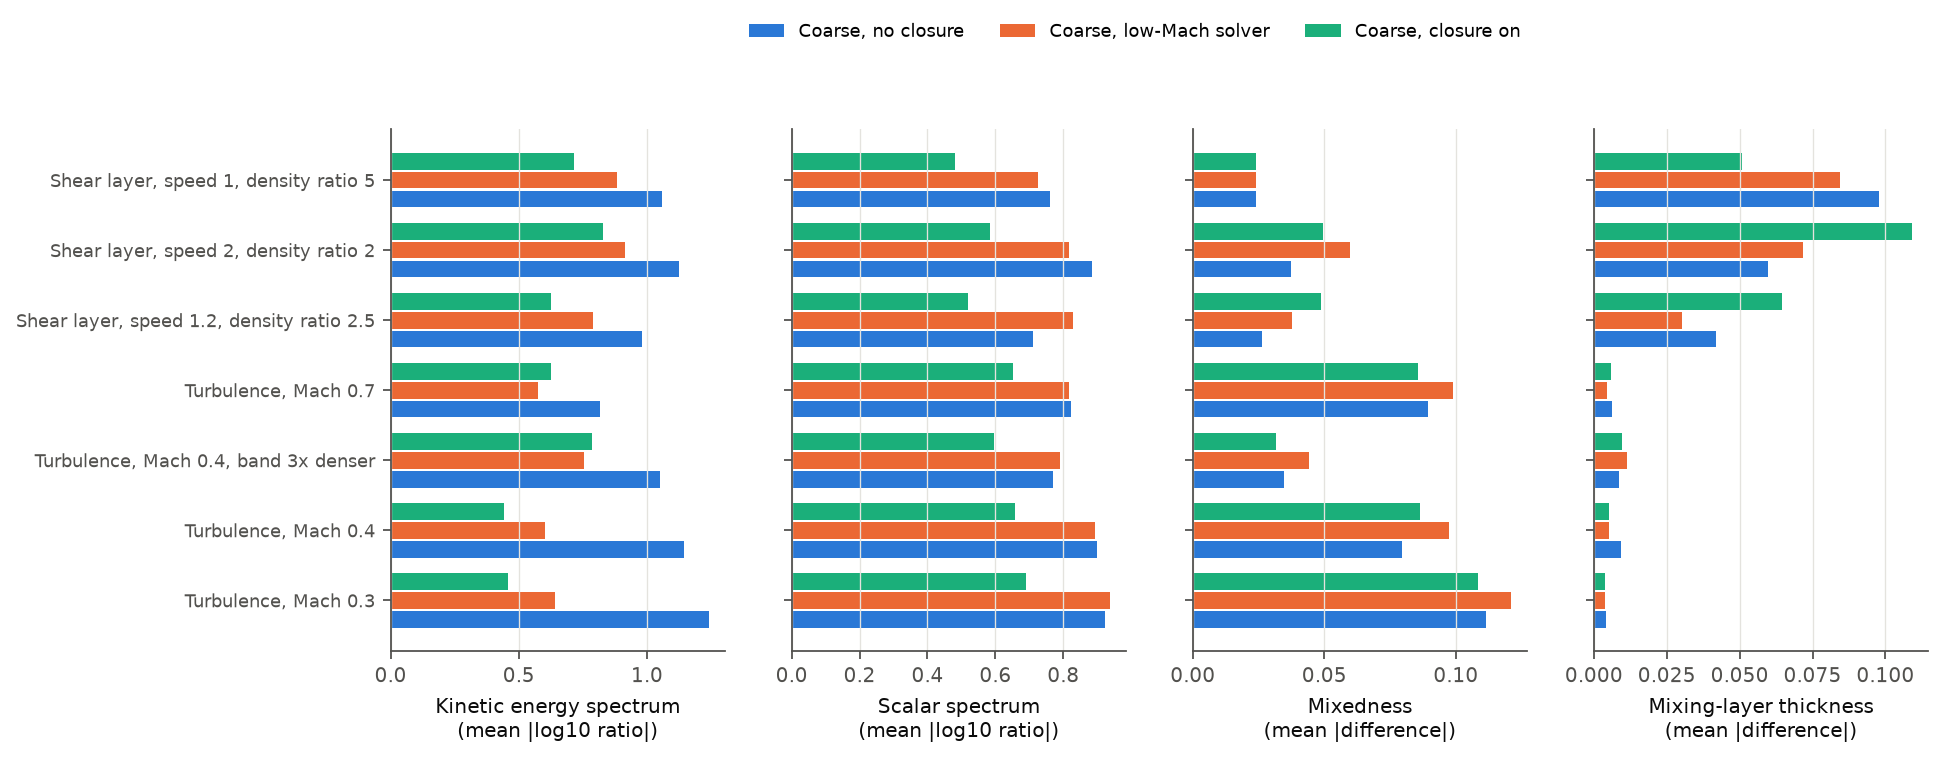 Coarse, no closure
Coarse, low-Mach solver
Coarse, closure on
Shear layer, speed 1, density ratio 5
Shear layer, speed 2, density ratio 2
Shear layer, speed 1.2, density ratio 2.5
Turbulence, Mach 0.7
Turbulence, Mach 0.4, band 3x denser
Turbulence, Mach 0.4
Turbulence, Mach 0.3
0.0 0.5 1.0
Kinetic energy spectrum
(mean |log10 ratio|)
0.0 0.2 0.4 0.6 0.8
Scalar spectrum
(mean |log10 ratio|)
0.00 0.05 0.10
Mixedness
(mean |difference|)
0.000 0.025 0.050 0.075 0.100
Mixing-layer thickness
(mean |difference|)